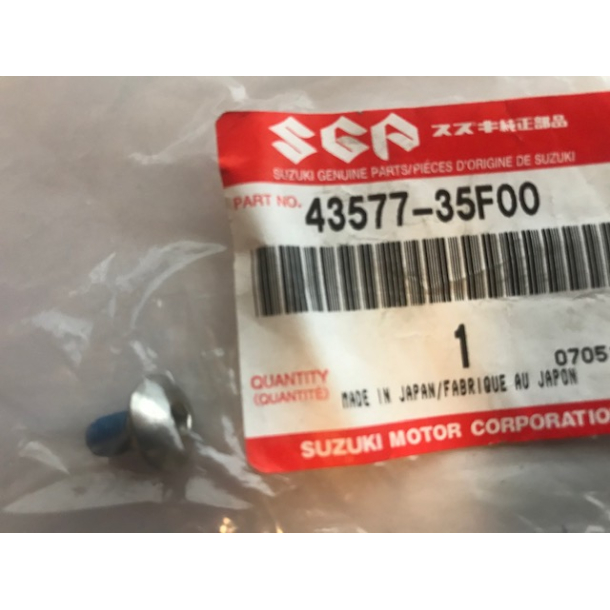 SGP スズキ純正部品
SUZUKI GENUINE PARTS/PIÈCES D'ORIGINE DE SUZUKI
PART NO. 43577-35F00
1
0705
QUANTITY
(QUANTITÉ)
MADE IN JAPAN/FABRIQUE AU JAPON
SUZUKI MOTOR CORPORATIO